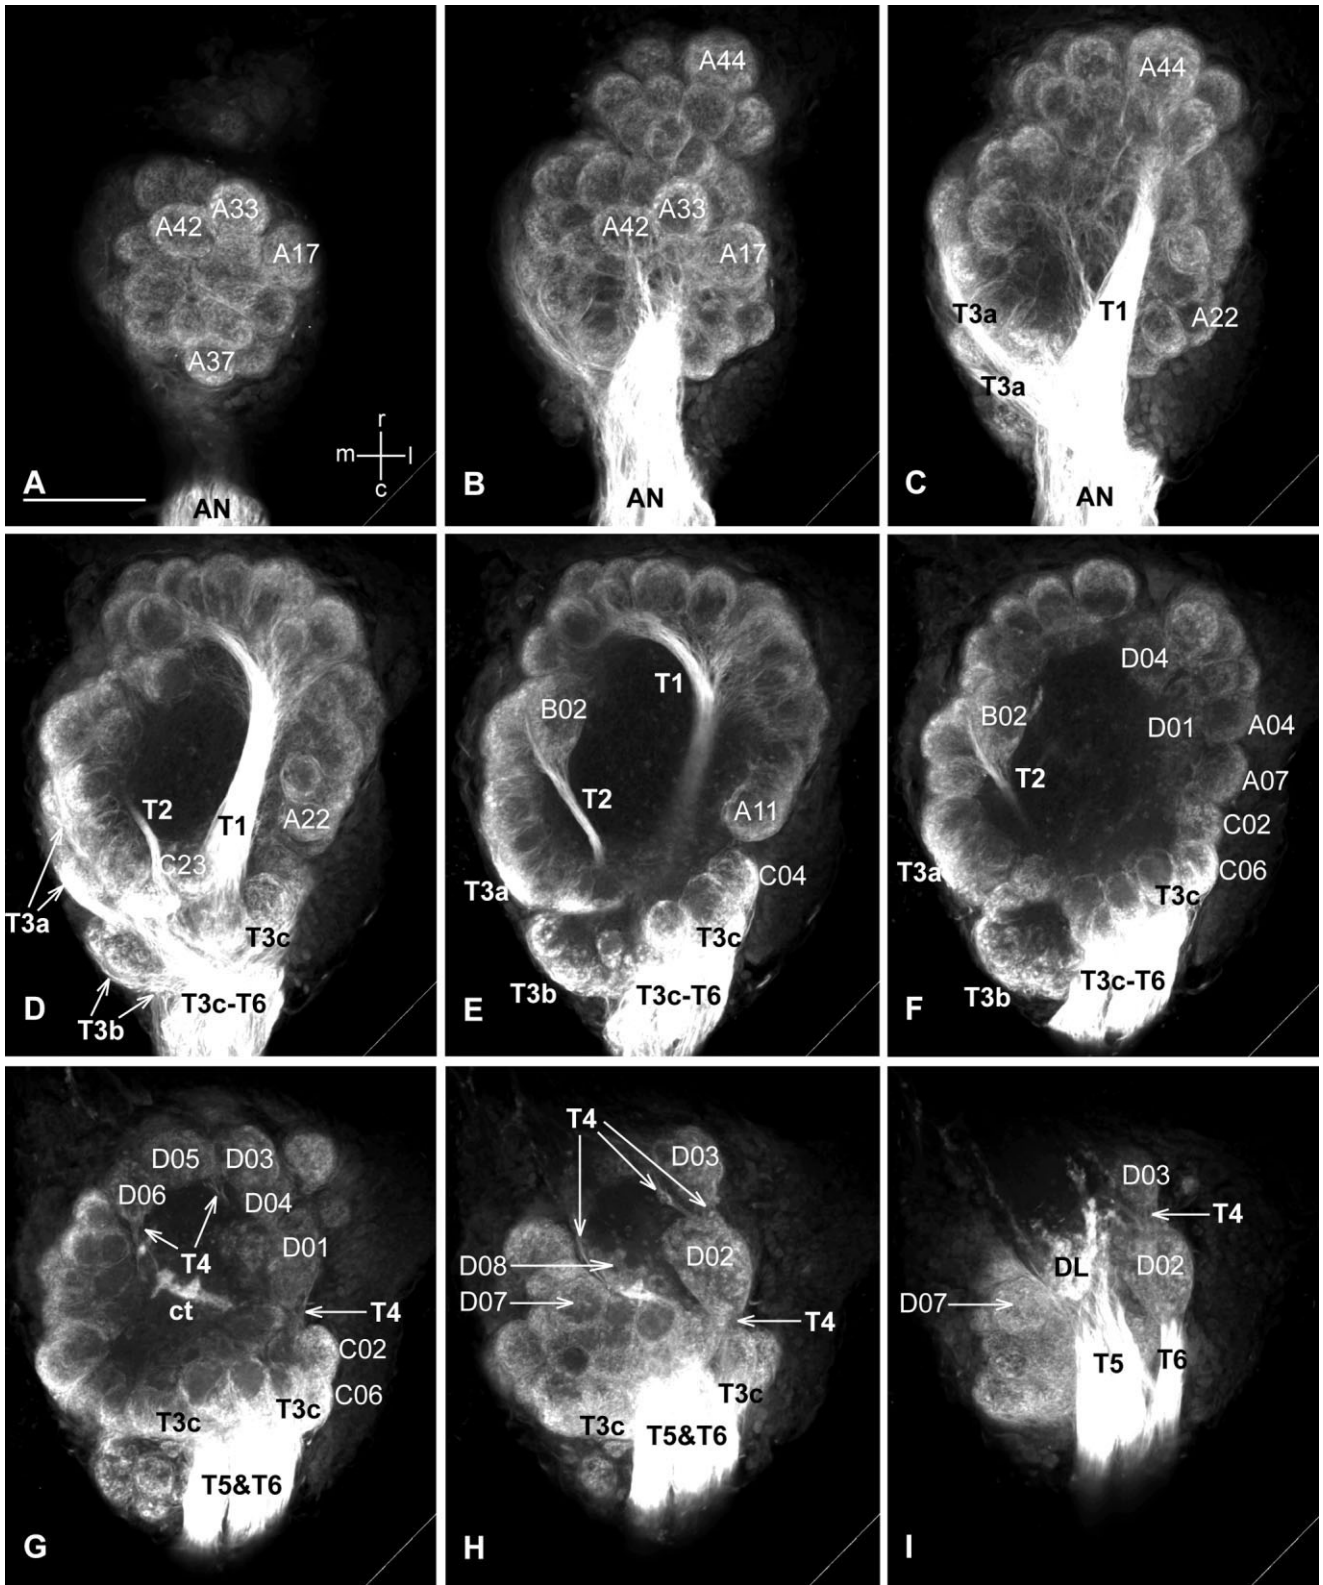 A44
A44
A33
A42
A17
A33
A42
A17
T3a
T1
A22
A37
T3a
r
m l
c
A
AN
B
AN
C
AN
D04
T1
B02
B02
D01
A04
T2
T2
T2
A07
A22
T1
A11
C02
C23
C04
T3a
C06
T3a
T3a
T3c
T3c
T3c
T3b
T3c-T6
T3b
T3c-T6
T3b
T3c-T6
D
E
F
T4
D05
D03
D03
D03
D06
D04
T4
T4
D01
D08
D02
DL
D02
ct
T4
D07
T4
D07
C02
T5
T6
C06
T3c
T3c
T3c
T3c
T5&T6
T5&T6
G
H
I